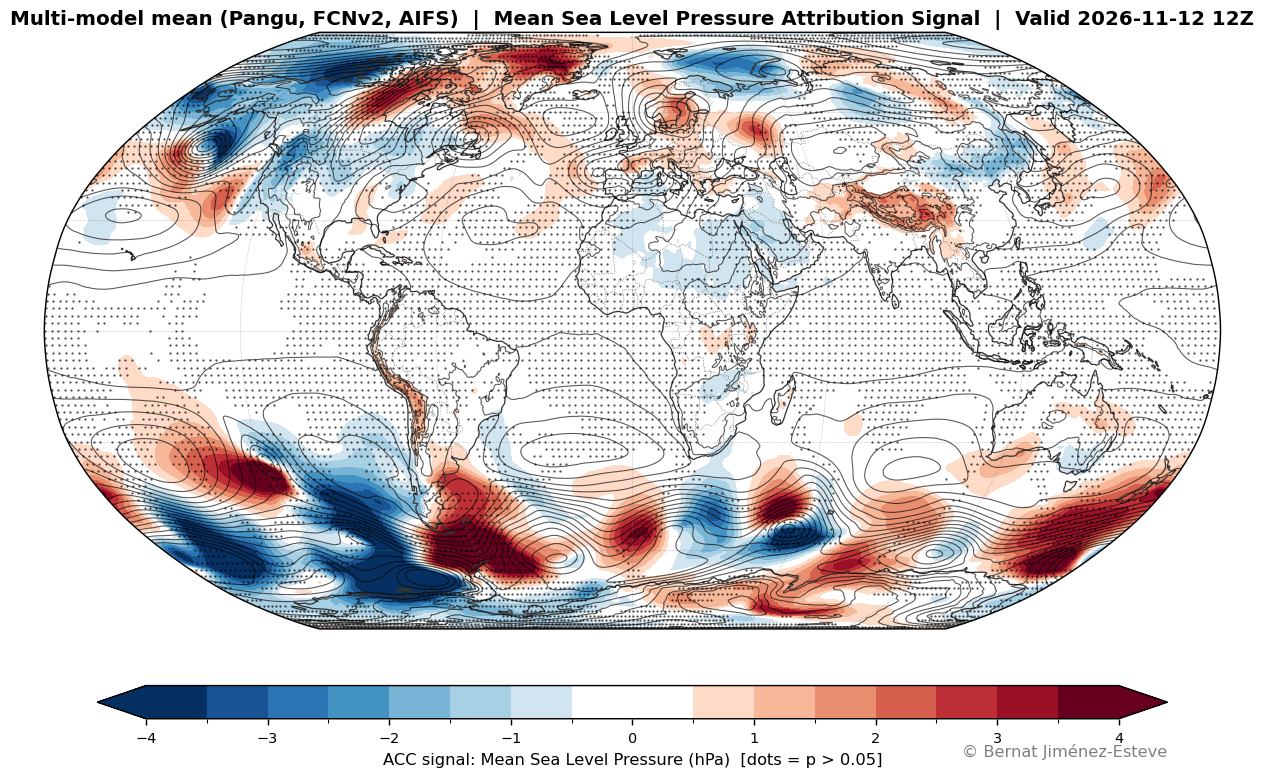 Multi-model mean (Pangu, FCNv2, AIFS)  |  Mean Sea Level Pressure Attribution Signal  |  Valid 2026-11-12 12Z
−4 −3 −2 −1 0 1 2 3 4
ACC signal: Mean Sea Level Pressure (hPa)  [dots = p > 0.05]
© Bernat Jiménez-Esteve